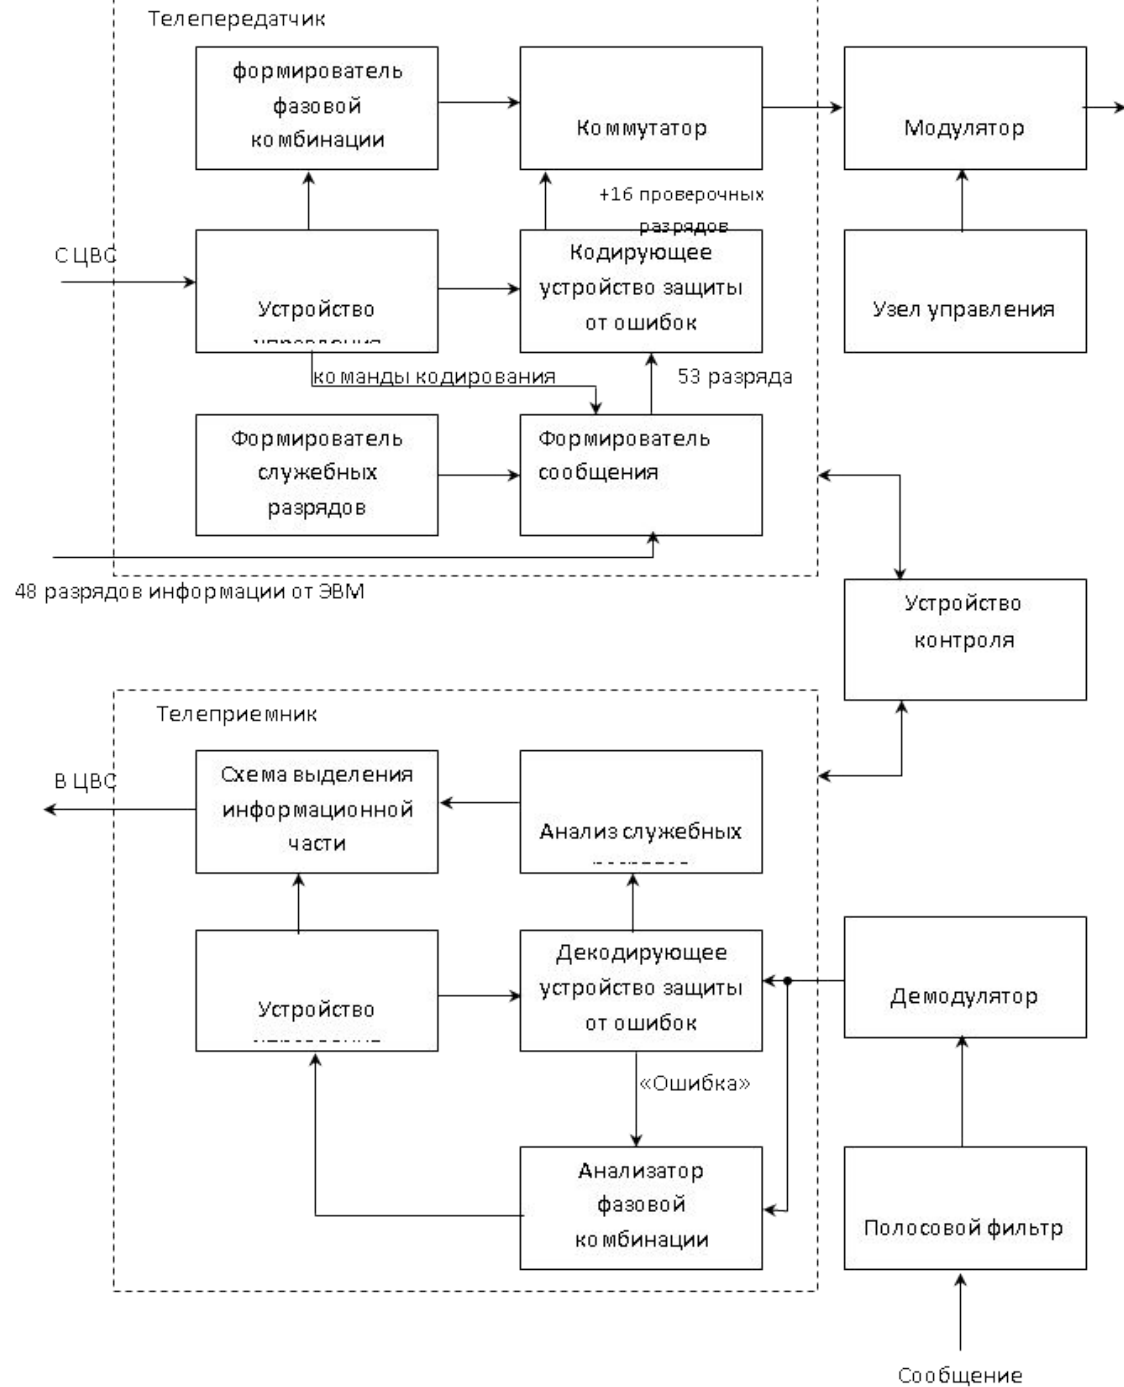 Телепередатчик
формирователь
фазовой
комбинации
Коммутатор
Модулятор
+16 проверочных
разрядов
С ЦВС
Устройство
управления
Кодирующее
устройство защиты
от ошибок
Узел управления
команды кодирования
53 разряда
Формирователь
служебных
разрядов
Формирователь
сообщения
48 разрядов информации от ЭВМ
Устройство
контроля
Телеприемник
В ЦВС
Схема выделения
информационной
части
Анализ служебных
Устройство
Декодирующее
устройство защиты
от ошибок
Демодулятор
«Ошибка»
Анализатор
фазовой
комбинации
Полосовой фильтр
Сообщение